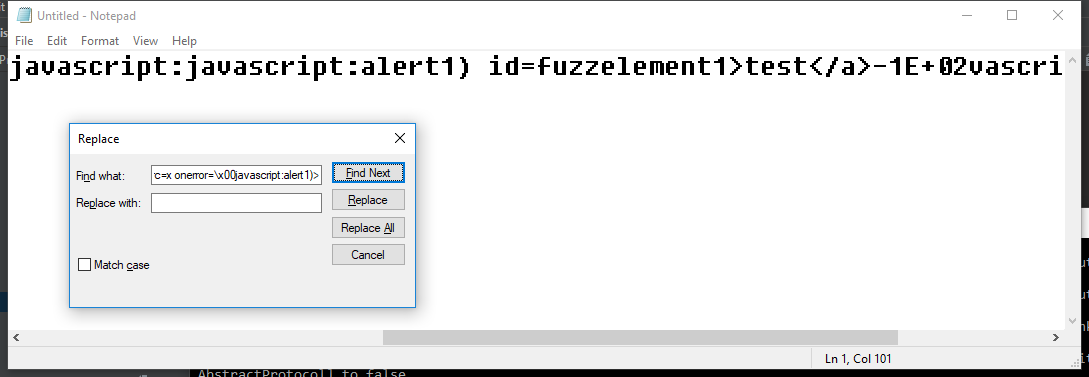 Untitled - Notepad
File Edit Format View Help
javascript:javascript:alert1) id=fuzzelement1>test</a>-1E+02vascri
Replace
Find what: c=x onerror=\x00javascript:alert1)> Find Next
Replace with: Replace
Replace All
Match case Cancel
Ln 1, Col 101
AbstractProtocol] to false